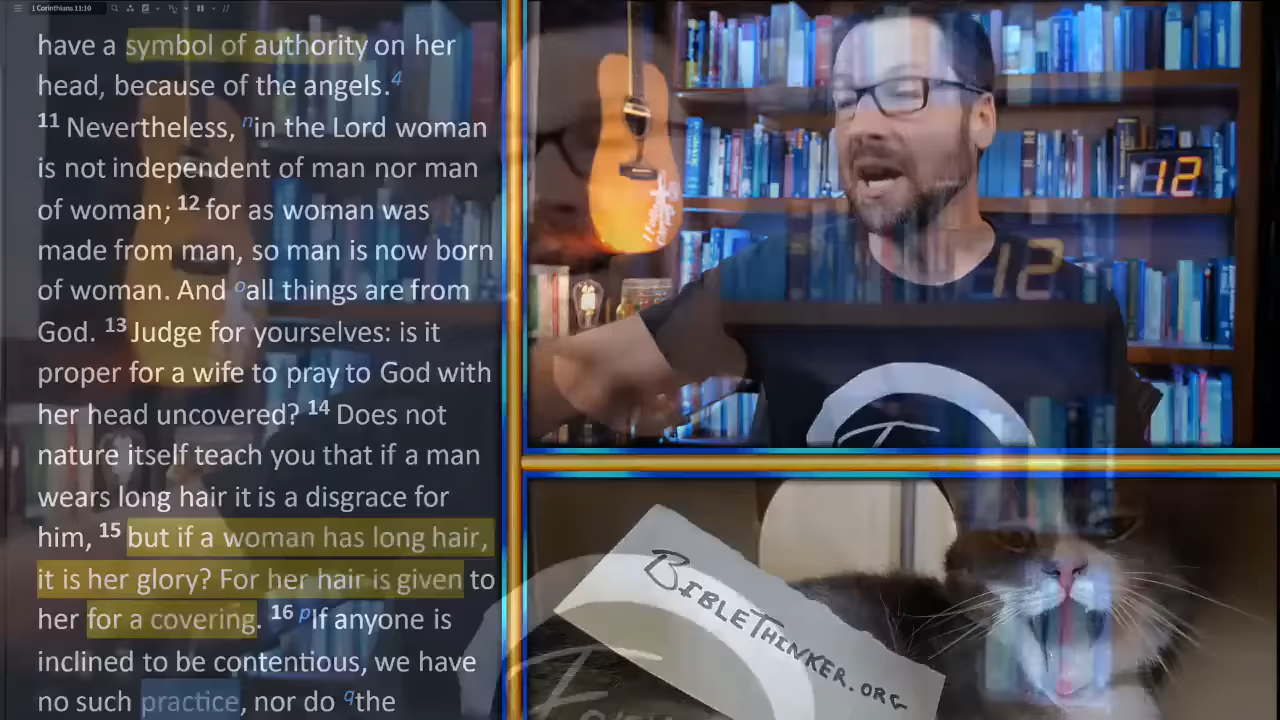 1 Corinthians 11:10
have a symbol of authority on her
head, because of the angels.4
11 Nevertheless, n in the Lord woman
is not independent of man nor man
of woman; 12 for as woman was
made from man, so man is now born
of woman. And o all things are from
God. 13 Judge for yourselves: is it
proper for a wife to pray to God with
her head uncovered? 14 Does not
nature itself teach you that if a man
wears long hair it is a disgrace for
him, 15 but if a woman has long hair,
it is her glory? For her hair is given to
her for a covering. 16 p If anyone is
inclined to be contentious, we have
no such practice, nor do q the
12
12
BIBLETHINKER.ORG